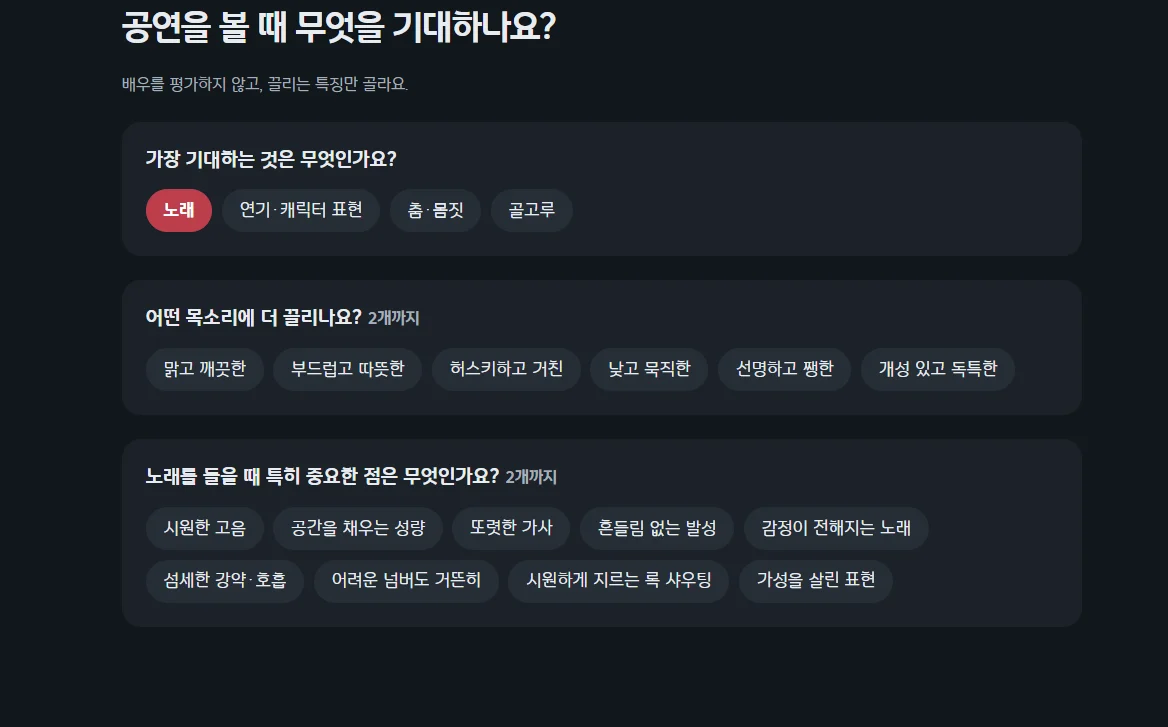 공연을 볼 때 무엇을 기대하나요?
배우를 평가하지 않고, 끌리는 특징만 골라요.
가장 기대하는 것은 무엇인가요?
노래 연기·캐릭터 표현 춤·몸짓 골고루
어떤 목소리에 더 끌리나요? 2개까지
맑고 깨끗한 부드럽고 따뜻한 허스키하고 거친 낮고 묵직한 선명하고 쨍한 개성 있고 독특한
노래를 들을 때 특히 중요한 점은 무엇인가요? 2개까지
시원한 고음 공간을 채우는 성량 또렷한 가사 흔들림 없는 발성 감정이 전해지는 노래
섬세한 강약·호흡 어려운 넘버도 거뜬히 시원하게 지르는 록 샤우팅 가성을 살린 표현